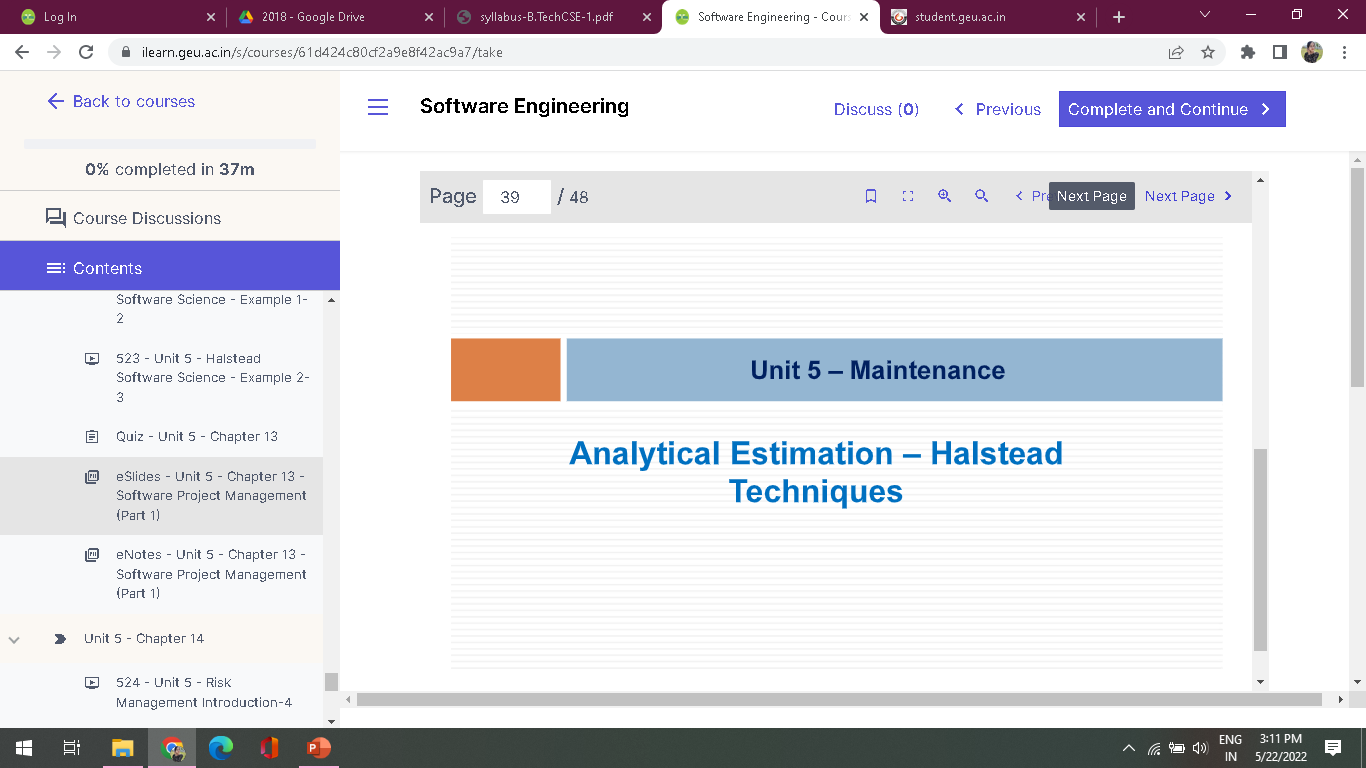 Log In
2018 - Google Drive
syllabus-B.TechCSE-1.pdf
Software Engineering - Cour
student.geu.ac.in
ilearn.geu.ac.in/s/courses/61d424c80cf2a9e8f42ac9a7/take
Back to courses
0% completed in 37m
Course Discussions
Contents
Software Science - Example 1-
2
523 - Unit 5 - Halstead
Software Science - Example 2-
3
Quiz - Unit 5 - Chapter 13
eSlides - Unit 5 - Chapter 13 -
Software Project Management
(Part 1)
eNotes - Unit 5 - Chapter 13 -
Software Project Management
(Part 1)
Unit 5 - Chapter 14
524 - Unit 5 - Risk
Management Introduction-4
Software Engineering
Discuss (0)
Previous
Complete and Continue
Page 39 / 48
Pre
Next Page
Next Page
Unit 5 – Maintenance
Analytical Estimation – Halstead
Techniques
ENG
IN
3:11 PM
5/22/2022